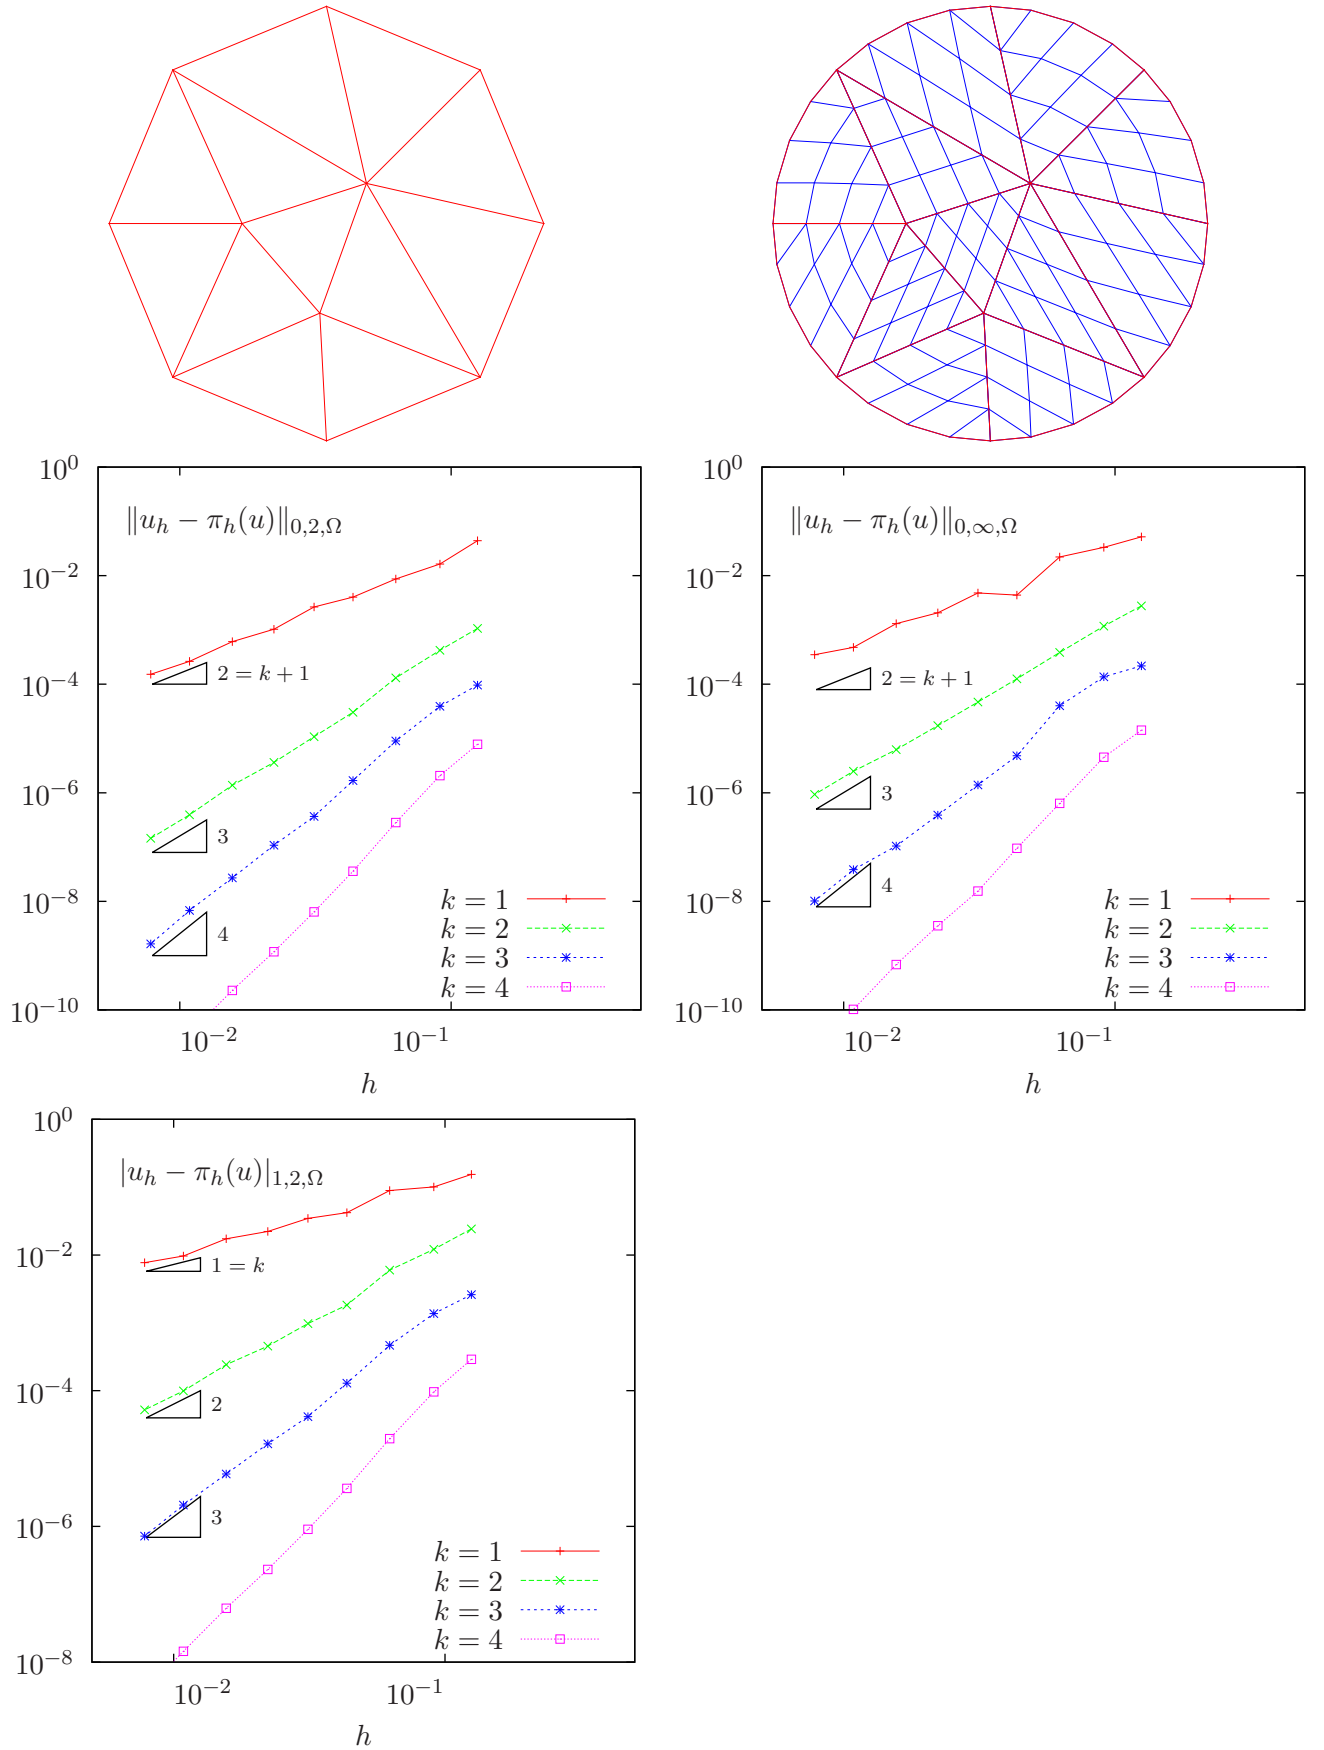 10^0
‖u_h − π_h(u)‖_{0,2,Ω}
10^{−2}
10^{−4}
10^{−6}
10^{−8}
10^{−10}
2 = k + 1
3
4
k = 1
k = 2
k = 3
k = 4
10^{−2}
10^{−1}
h
10^0
‖u_h − π_h(u)‖_{0,∞,Ω}
10^{−2}
10^{−4}
10^{−6}
10^{−8}
10^{−10}
2 = k + 1
3
4
k = 1
k = 2
k = 3
k = 4
10^{−2}
10^{−1}
h
10^0
|u_h − π_h(u)|_{1,2,Ω}
10^{−2}
10^{−4}
10^{−6}
10^{−8}
1 = k
2
3
k = 1
k = 2
k = 3
k = 4
10^{−2}
10^{−1}
h